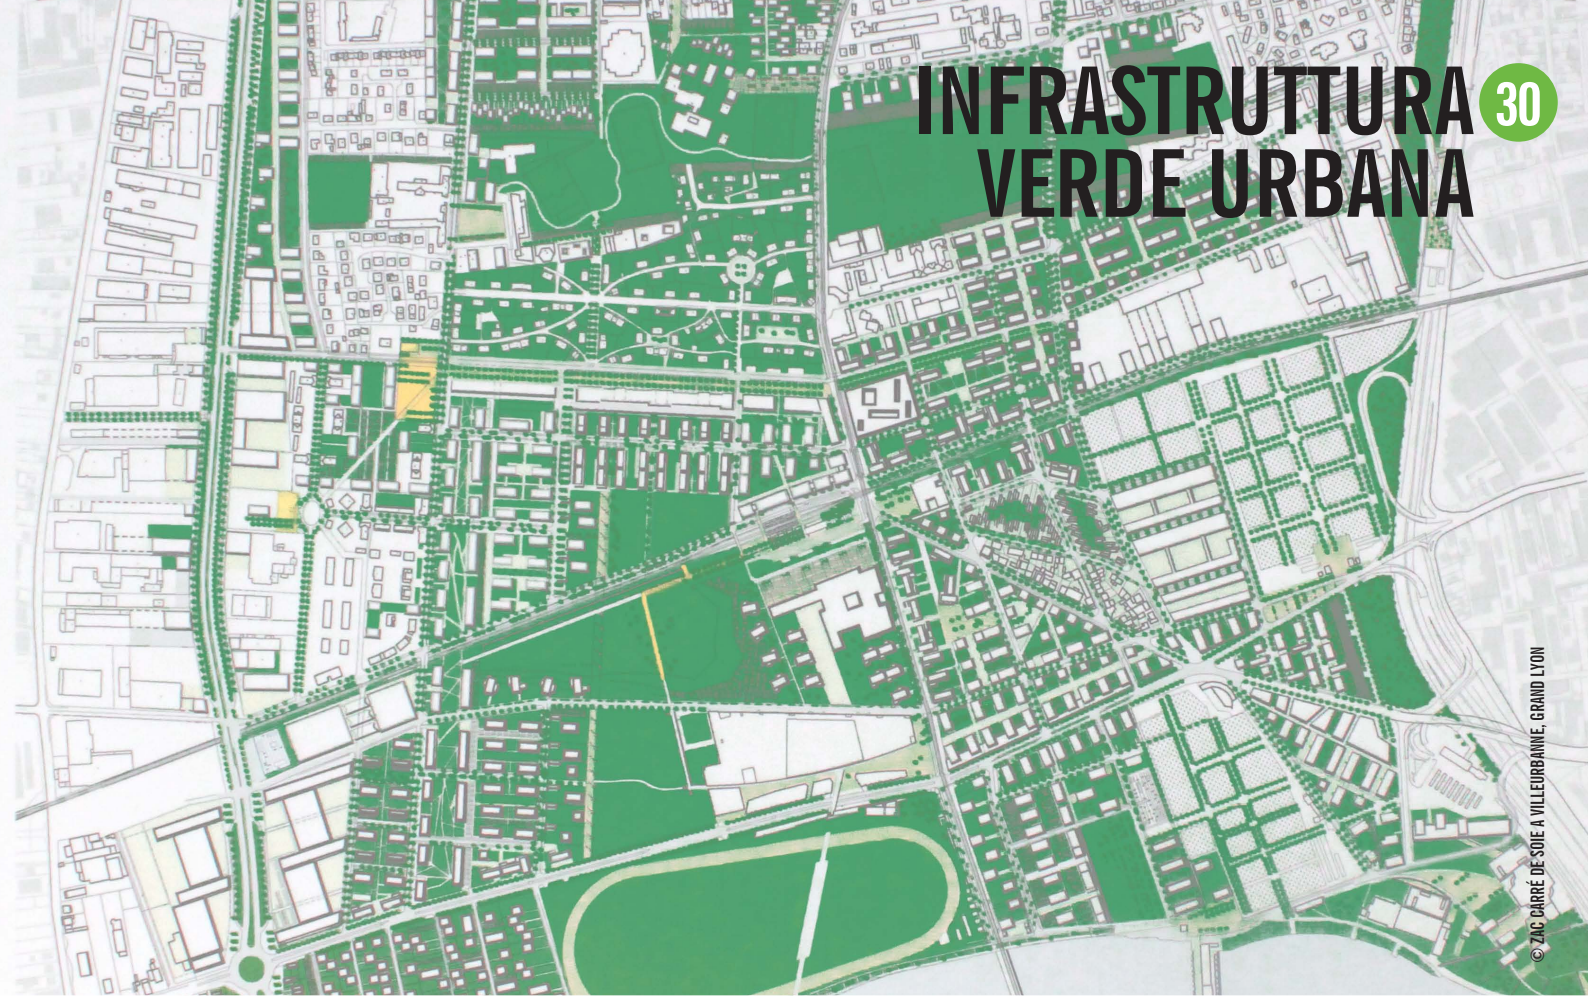 INFRASTRUTTURA 30
VERDE URBANA
© ZAC CARRÉ DE SOIE A VILLEURBANNE, GRAND LYON